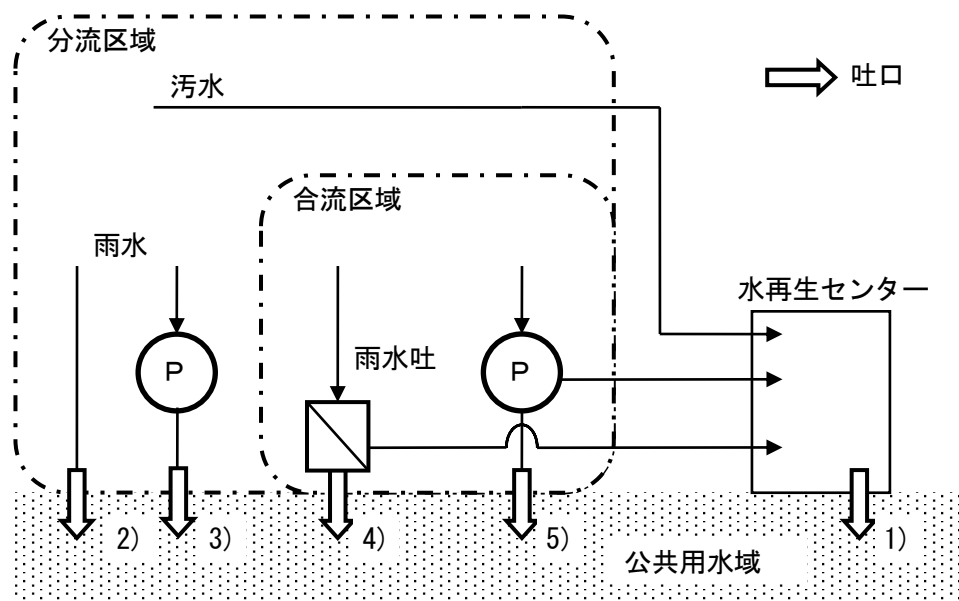 分流区域
吐口
汚水
合流区域
雨水
水再生センター
P
雨水吐
P
2)
3)
4)
5)
1)
公共用水域